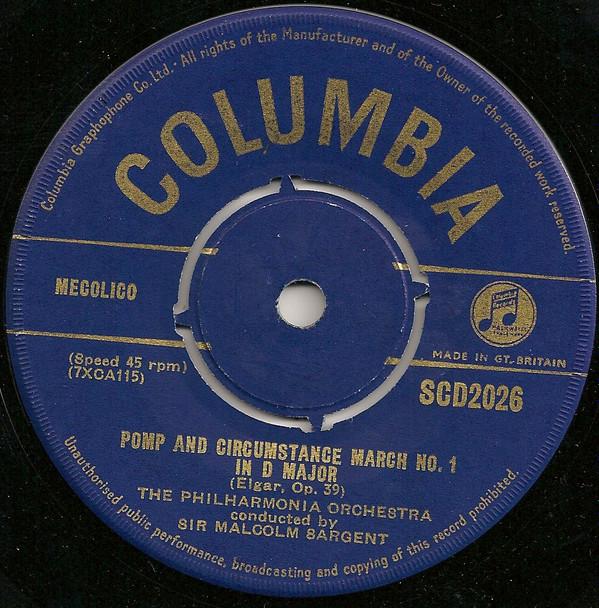 Columbia Graphophone Co. Ltd. · All rights of the Manufacturer and of the Owner of the recorded work reserved.
COLUMBIA
MECOLICO
Columbia
Records
MADE IN GT. BRITAIN
(Speed 45 rpm)
(7XCA115)
SCD2026
POMP AND CIRCUMSTANCE MARCH NO. 1
IN D MAJOR
(Elgar, Op. 39)
THE PHILHARMONIA ORCHESTRA
conducted by
SIR MALCOLM SARGENT
Unauthorised public performance, broadcasting and copying of this record prohibited.